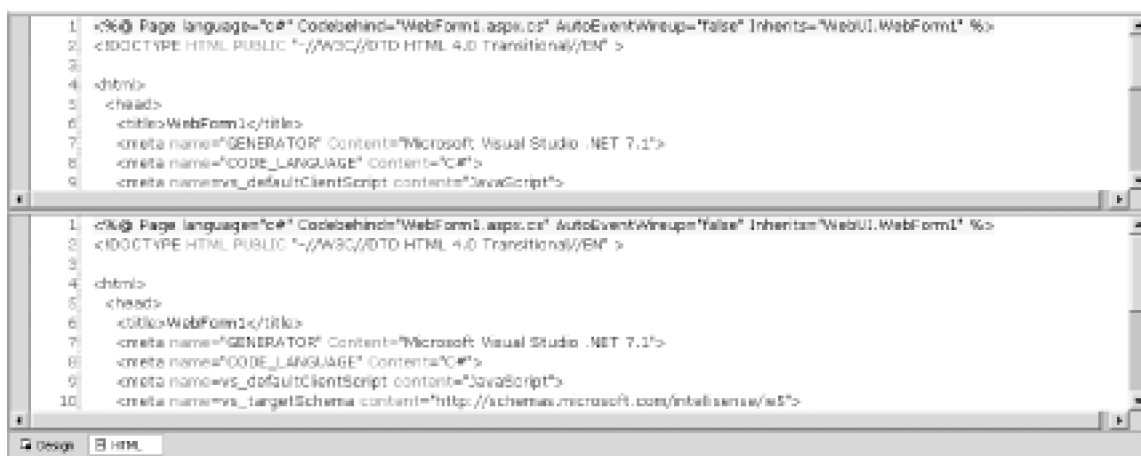 1 <%@ Page language="c#" Codebehind="WebForm1.aspx.cs" AutoEventWireup="false" Inherits="WebUI.WebForm1" %>
2 <!DOCTYPE HTML PUBLIC "-//W3C//DTD HTML 4.0 Transitional//EN" >
3
4 <html>
5 <head>
6 <title>WebForm1</title>
7 <meta name="GENERATOR" Content="Microsoft Visual Studio .NET 7.1">
8 <meta name="CODE_LANGUAGE" Content="C#">
9 <meta name=vs_defaultClientScript content="JavaScript">
1 <%@ Page language="c#" Codebehind="WebForm1.aspx.cs" AutoEventWireup="false" Inherits="WebUI.WebForm1" %>
2 <!DOCTYPE HTML PUBLIC "-//W3C//DTD HTML 4.0 Transitional//EN" >
3
4 <html>
5 <head>
6 <title>WebForm1</title>
7 <meta name="GENERATOR" Content="Microsoft Visual Studio .NET 7.1">
8 <meta name="CODE_LANGUAGE" Content="C#">
9 <meta name=vs_defaultClientScript content="JavaScript">
10 <meta name=vs_targetSchema content="http://schemas.microsoft.com/intellisense/ie5">
Design HTML